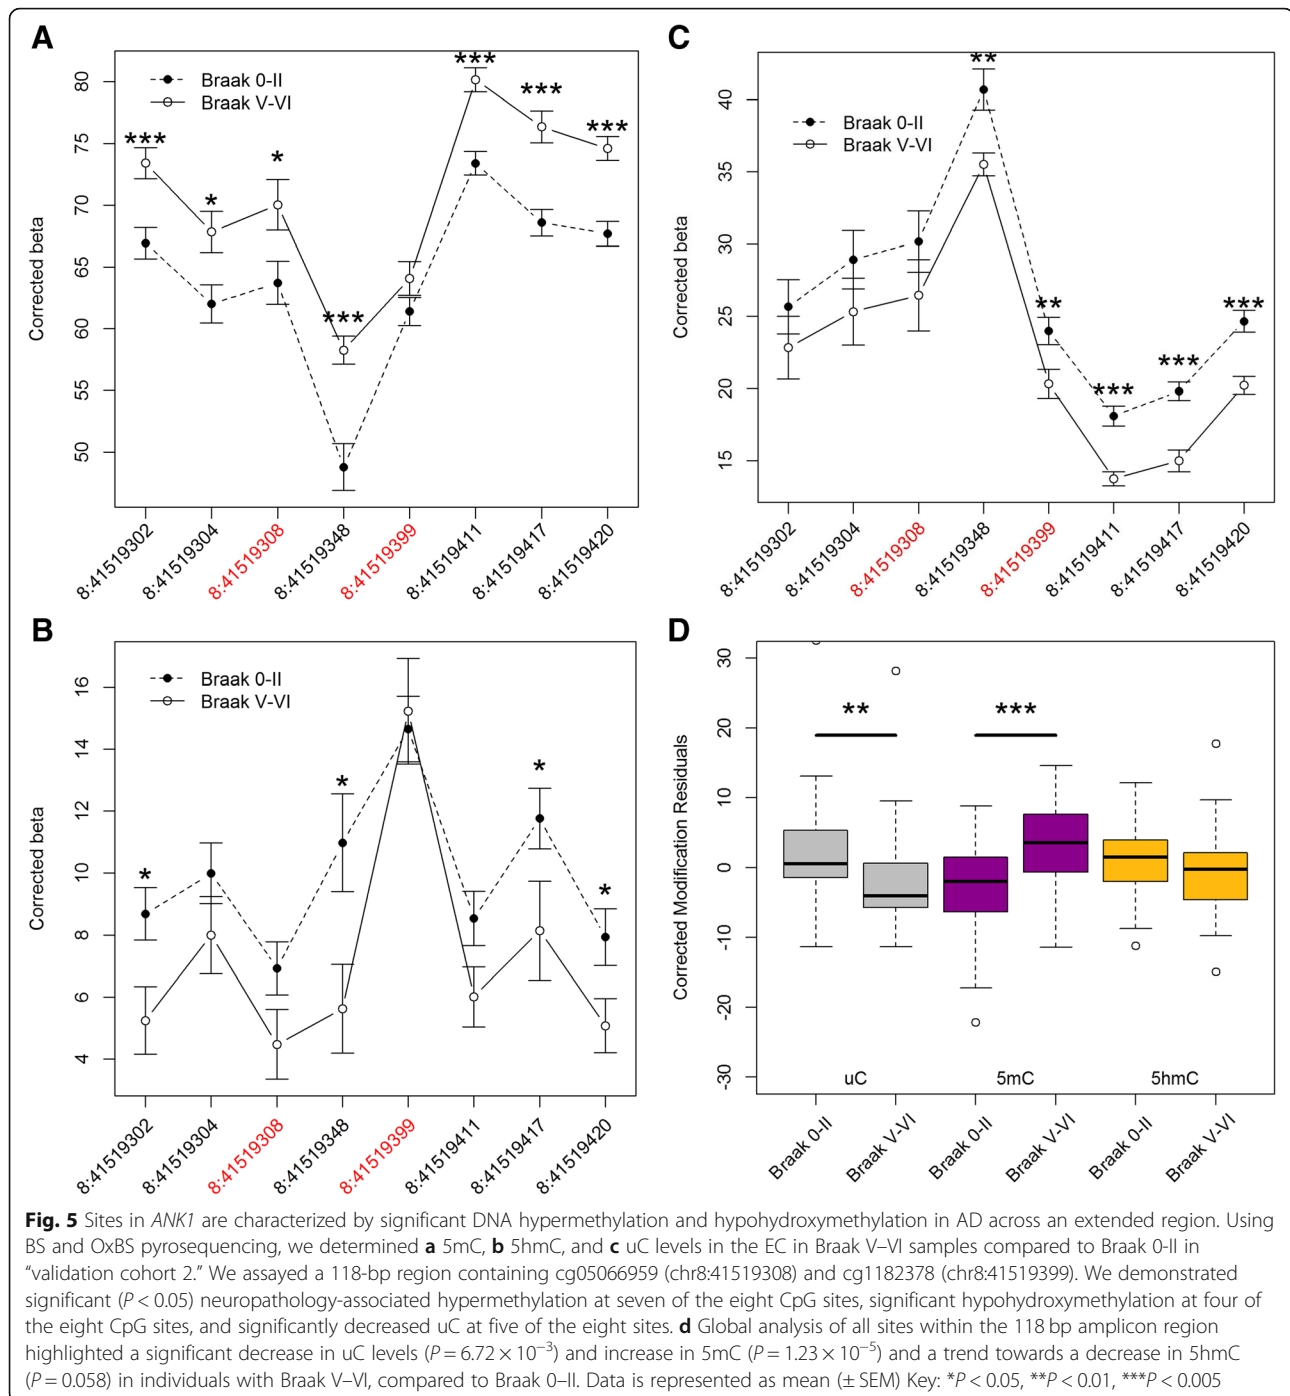 A
Braak 0-II
Braak V-VI
Corrected beta
80
75
70
65
60
55
50
***
*
*
***
***
***
***
8:41519302
8:41519304
8:41519308
8:41519348
8:41519399
8:41519411
8:41519417
8:41519420
C
Braak 0-II
Braak V-VI
Corrected beta
40
35
30
25
20
15
**
**
***
***
***
8:41519302
8:41519304
8:41519308
8:41519348
8:41519399
8:41519411
8:41519417
8:41519420
B
Braak 0-II
Braak V-VI
Corrected beta
16
14
12
10
8
6
4
*
*
*
*
8:41519302
8:41519304
8:41519308
8:41519348
8:41519399
8:41519411
8:41519417
8:41519420
D
Corrected Modification Residuals
30
20
10
0
-10
-20
-30
**
***
uC
5mC
5hmC
Braak 0-II
Braak V-VI
Braak 0-II
Braak V-VI
Braak 0-II
Braak V-VI
Fig. 5 Sites in ANK1 are characterized by significant DNA hypermethylation and hypohydroxymethylation in AD across an extended region. Using
BS and OxBS pyrosequencing, we determined a 5mC, b 5hmC, and c uC levels in the EC in Braak V–VI samples compared to Braak 0-II in
“validation cohort 2.” We assayed a 118-bp region containing cg05066959 (chr8:41519308) and cg1182378 (chr8:41519399). We demonstrated
significant (P < 0.05) neuropathology-associated hypermethylation at seven of the eight CpG sites, significant hypohydroxymethylation at four of
the eight CpG sites, and significantly decreased uC at five of the eight sites. d Global analysis of all sites within the 118 bp amplicon region
highlighted a significant decrease in uC levels (P = 6.72 × 10⁻³) and increase in 5mC (P = 1.23 × 10⁻⁵) and a trend towards a decrease in 5hmC
(P = 0.058) in individuals with Braak V–VI, compared to Braak 0–II. Data is represented as mean (± SEM) Key: *P < 0.05, **P < 0.01, ***P < 0.005